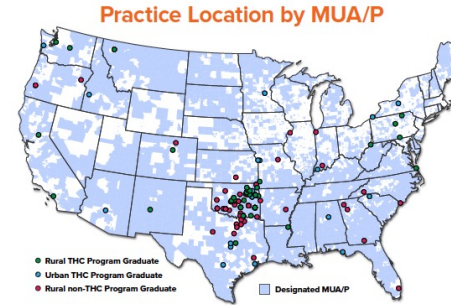 Practice Location by MUA/P
Rural THC Program Graduate
Urban THC Program Graduate
Rural non-THC Program Graduate
Designated MUA/P